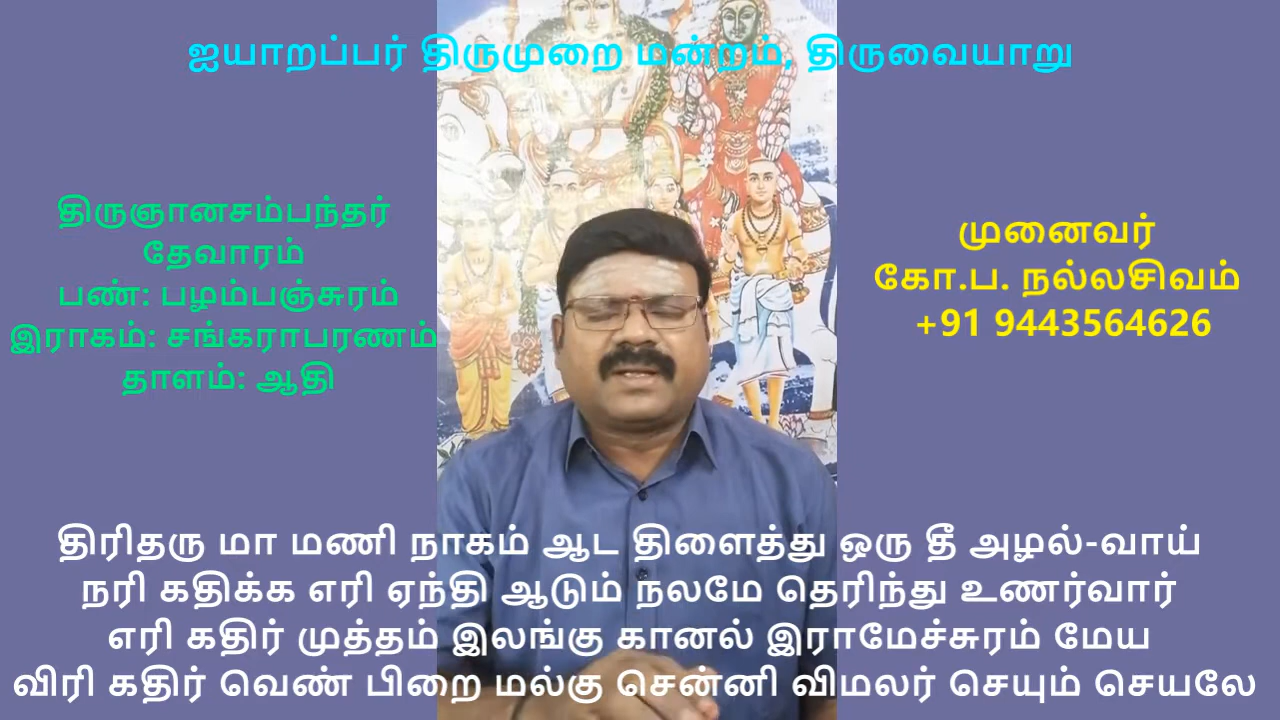 ஐயாறப்பர் திருமுறை மன்றம், திருவையாறு
திருஞானசம்பந்தர்
தேவாரம்
பண்: பழம்பஞ்சுரம்
இராகம்: சங்கராபரணம்
தாளம்: ஆதி
முனைவர்
கோ.ப. நல்லசிவம்
+91 9443564626
திரிதரு மா மணி நாகம் ஆட திளைத்து ஒரு தீ அழல்-வாய்
நரி கதிக்க எரி ஏந்தி ஆடும் நலமே தெரிந்து உணர்வார்
எரி கதிர் முத்தம் இலங்கு கானல் இராமேச்சுரம் மேய
விரி கதிர் வெண் பிறை மல்கு சென்னி விமலர் செயும் செயலே